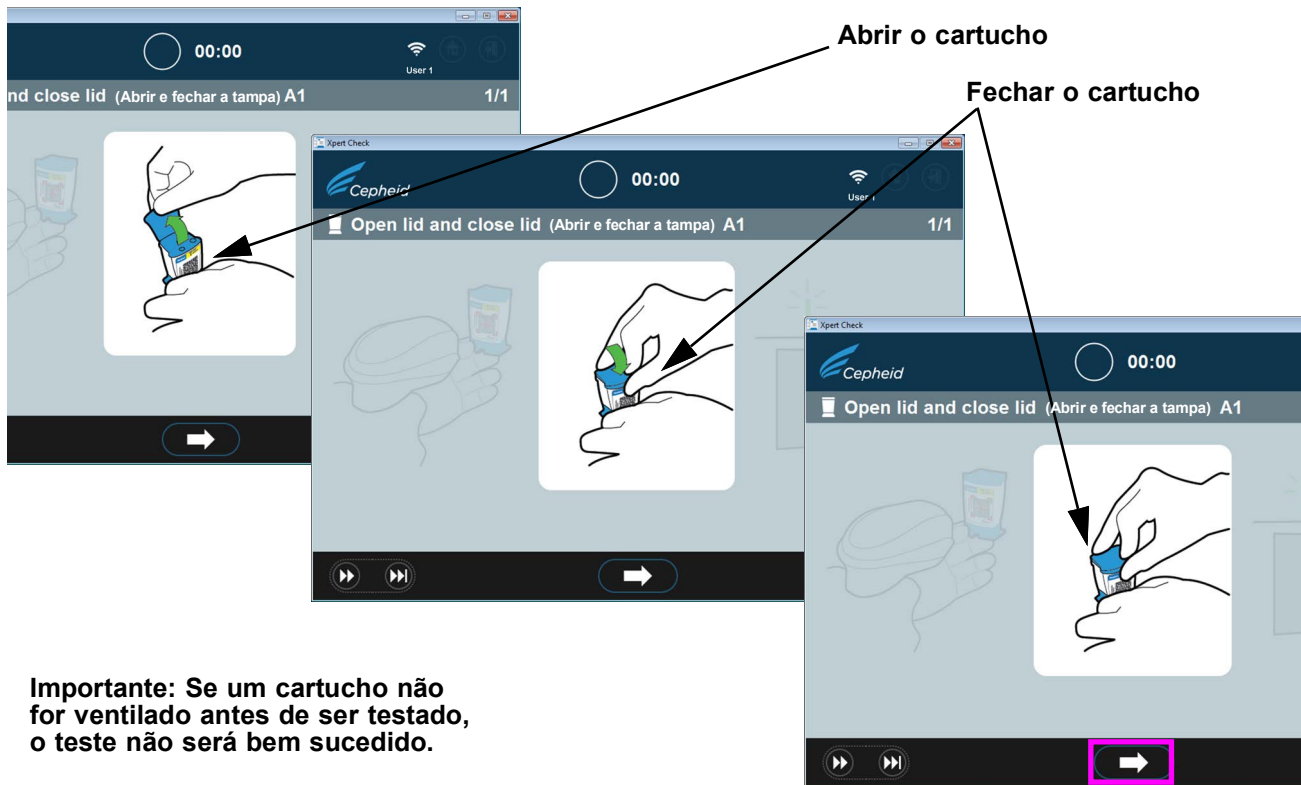 Abrir o cartucho
Fechar o cartucho
00:00
User 1
nd close lid (Abrir e fechar a tampa) A1
1/1
Xpert Check
Cepheid
00:00
User 1
Open lid and close lid (Abrir e fechar a tampa) A1
1/1
Xpert Check
Cepheid
00:00
Open lid and close lid (Abrir e fechar a tampa) A1
Importante: Se um cartucho não
for ventilado antes de ser testado,
o teste não será bem sucedido.